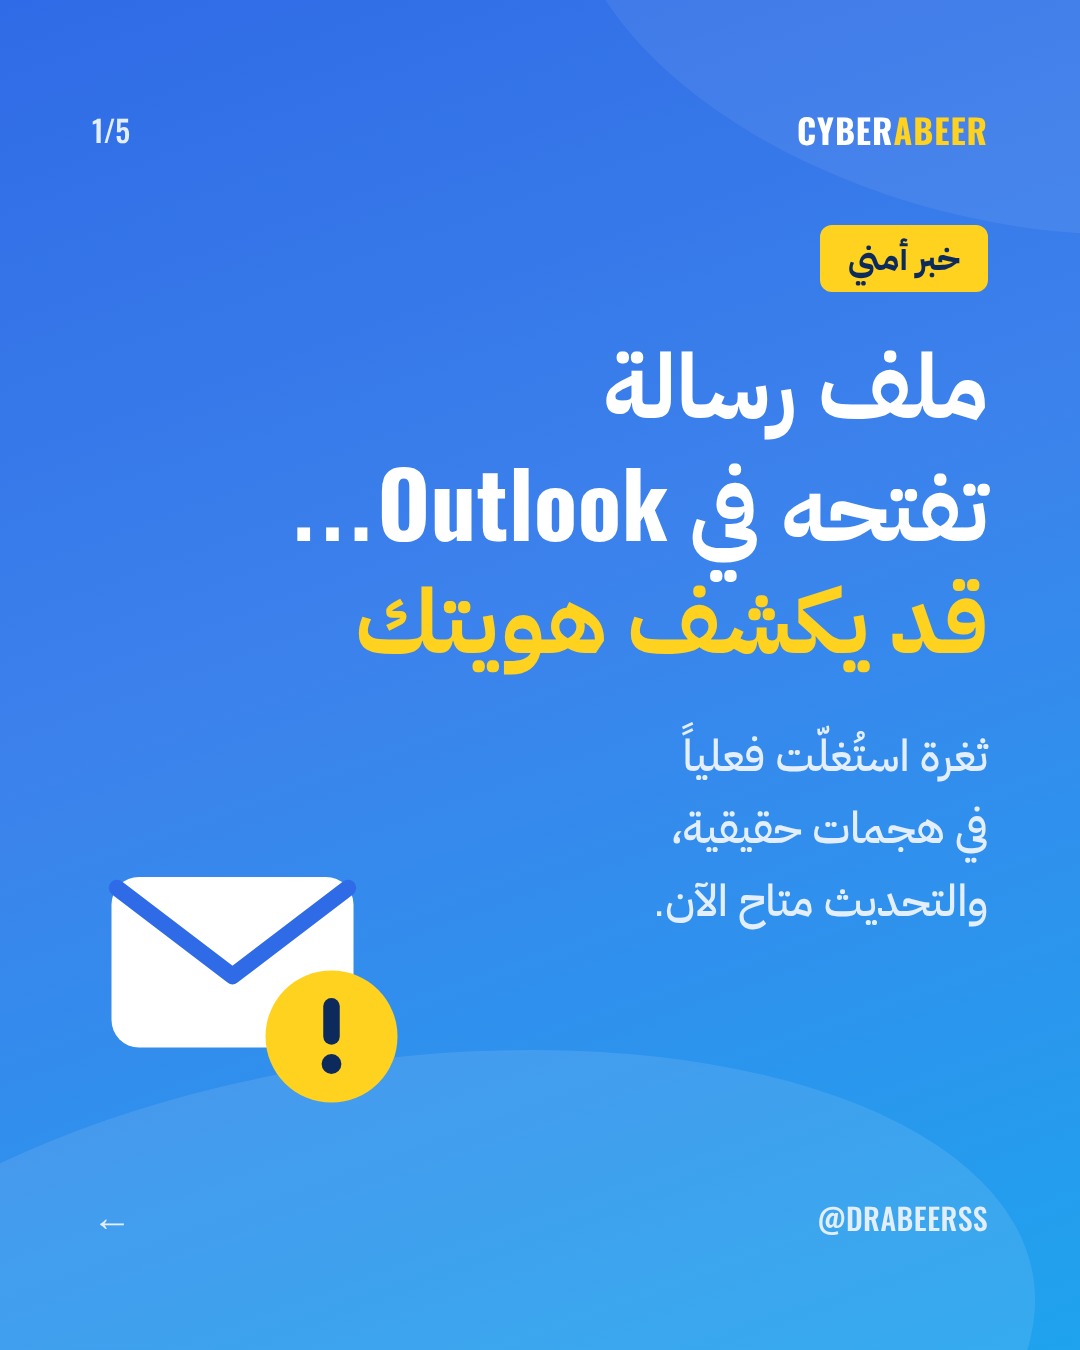 CYBERABEER
1/5
خبر أمني
ملف رسالة
تفتحه في Outlook...
قد يكشف هويتك
ثغرة استُغلّت فعلياً
في هجمات حقيقية،
والتحديث متاح الآن.
@DRABEERSS
←